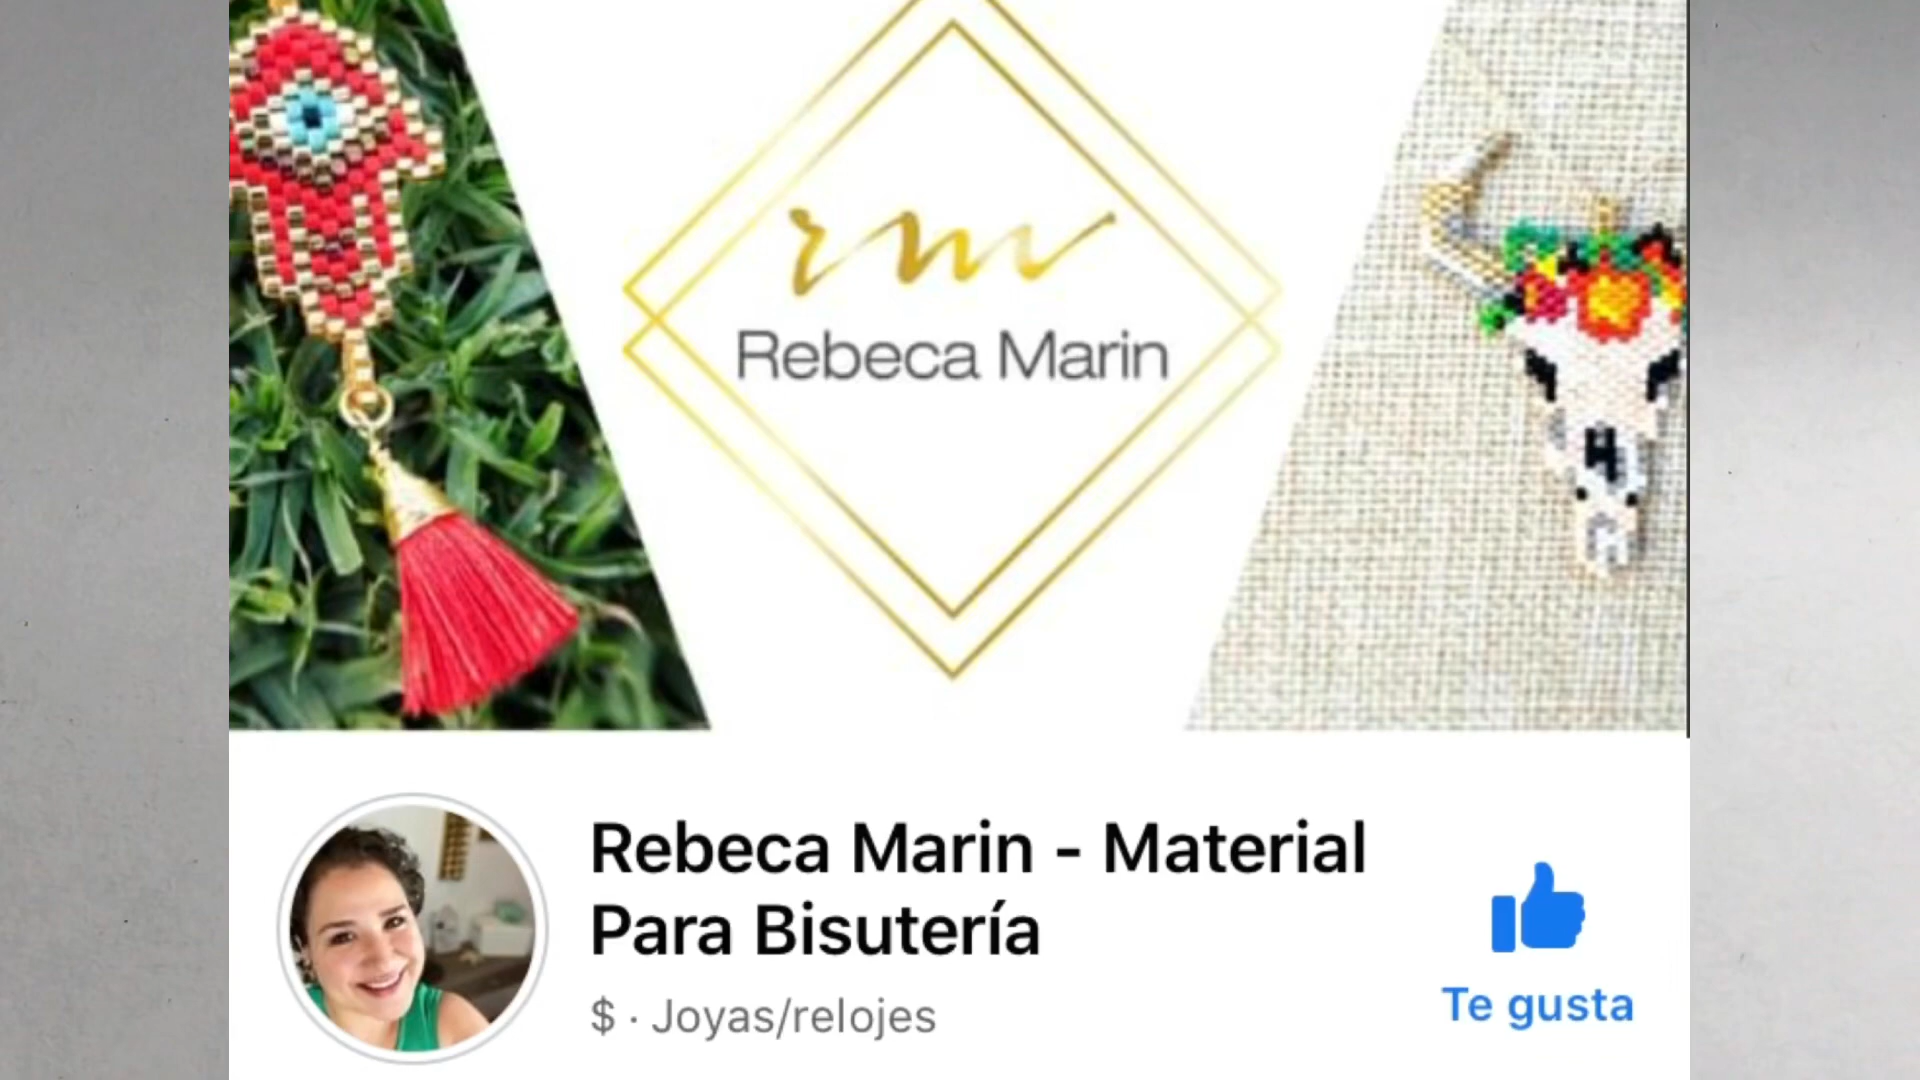 rm
Rebeca Marin
Rebeca Marin - Material
Para Bisutería
$ · Joyas/relojes
Te gusta